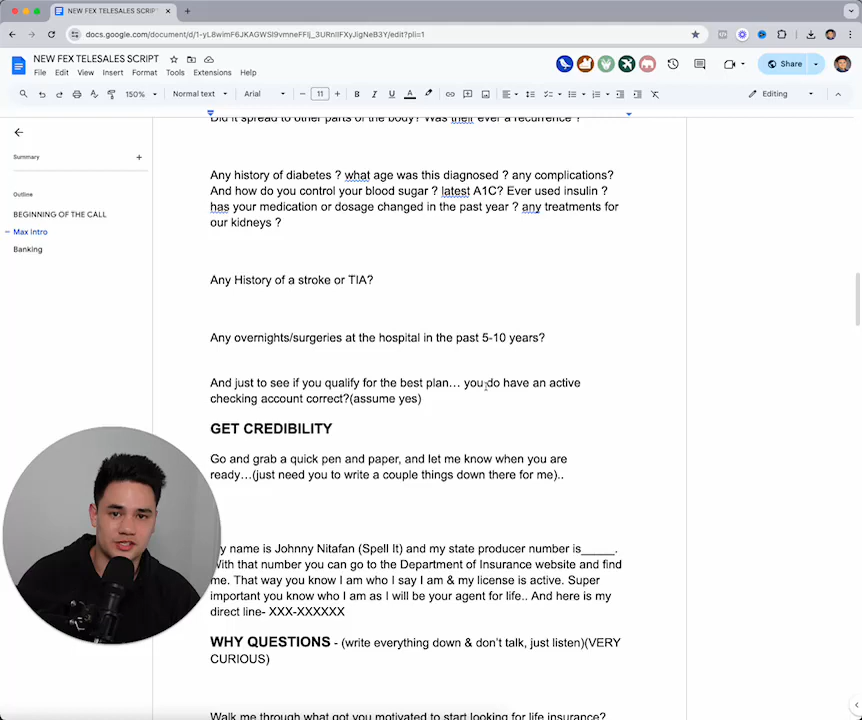 NEW FEX TELESALES SCRIPT
docs.google.com/document/d/1-yL8wimF6JKAGWSl9vmneFFlj_3URnIlFXyJigNeB3Y/edit?pli=1
NEW FEX TELESALES SCRIPT
File Edit View Insert Format Tools Extensions Help
Share
150% Normal text Arial 11 B I U A Editing
Did it spread to other parts of the body? Was their ever a recurrence ?
Summary
Outline
BEGINNING OF THE CALL
Max Intro
Banking
Any history of diabetes ? what age was this diagnosed ? any complications?
And how do you control your blood sugar ? latest A1C? Ever used insulin ?
has your medication or dosage changed in the past year ? any treatments for
our kidneys ?
Any History of a stroke or TIA?
Any overnights/surgeries at the hospital in the past 5-10 years?
And just to see if you qualify for the best plan… you do have an active
checking account correct?(assume yes)
GET CREDIBILITY
Go and grab a quick pen and paper, and let me know when you are
ready…(just need you to write a couple things down there for me)..
y name is Johnny Nitafan (Spell It) and my state producer number is_____.
With that number you can go to the Department of Insurance website and find
me. That way you know I am who I say I am & my license is active. Super
important you know who I am as I will be your agent for life.. And here is my
direct line- XXX-XXXXXX
WHY QUESTIONS - (write everything down & don't talk, just listen)(VERY
CURIOUS)
Walk me through what got you motivated to start looking for life insurance?